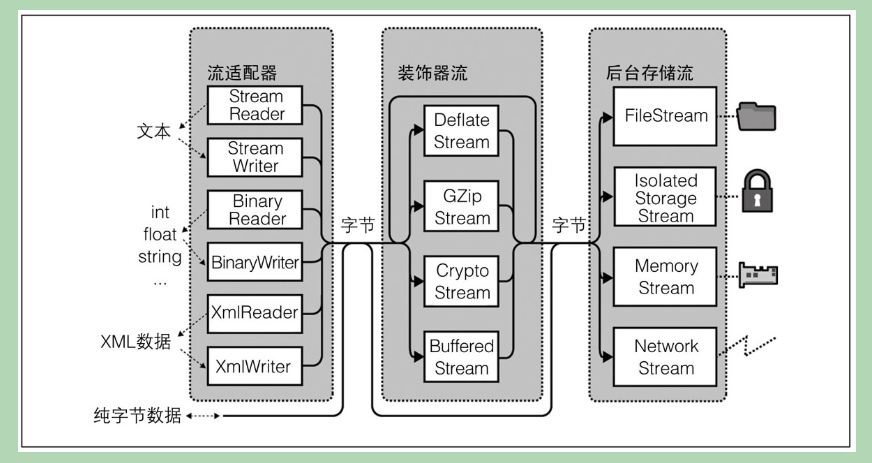 流适配器
Stream
Reader
文本
Stream
Writer
Binary
Reader
int
float
string
...
BinaryWriter
XmlReader
XML数据
XmlWriter
纯字节数据
字节
装饰器流
Deflate
Stream
GZip
Stream
Crypto
Stream
Buffered
Stream
字节
后台存储流
FileStream
Isolated
Storage
Stream
Memory
Stream
Network
Stream